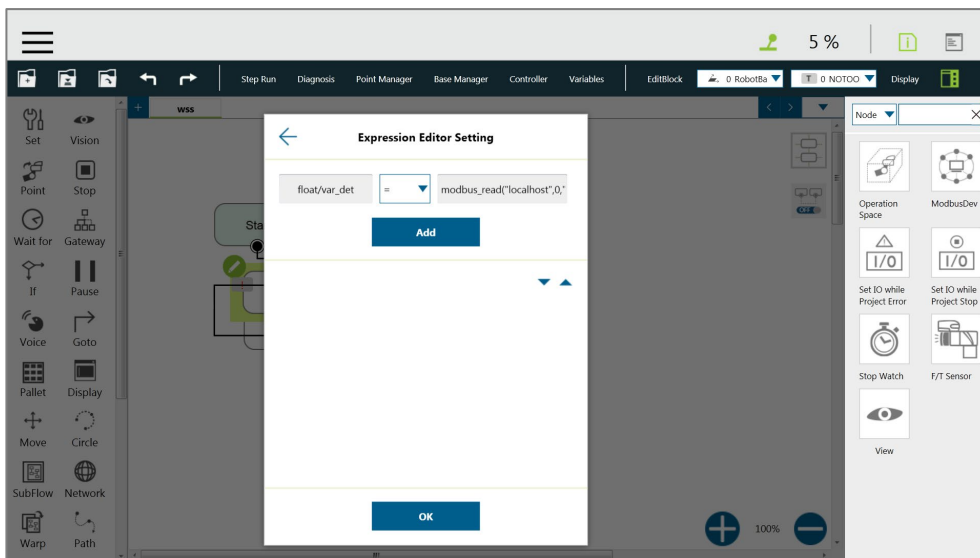 5 %
Step Run Diagnosis Point Manager Base Manager Controller Variables EditBlock 0 RobotBa T 0 NOTOO Display
+ wss
Set Vision
Point Stop
Wait for Gateway
If Pause
Voice Goto
Pallet Display
Move Circle
SubFlow Network
Warp Path
Sta
OFF
Expression Editor Setting
float/var_det = modbus_read("localhost",0,"
Add
OK
100%
Node X
Operation Space
ModbusDev
I/O I/O
Set IO while Project Error
Set IO while Project Stop
Stop Watch F/T Sensor
View